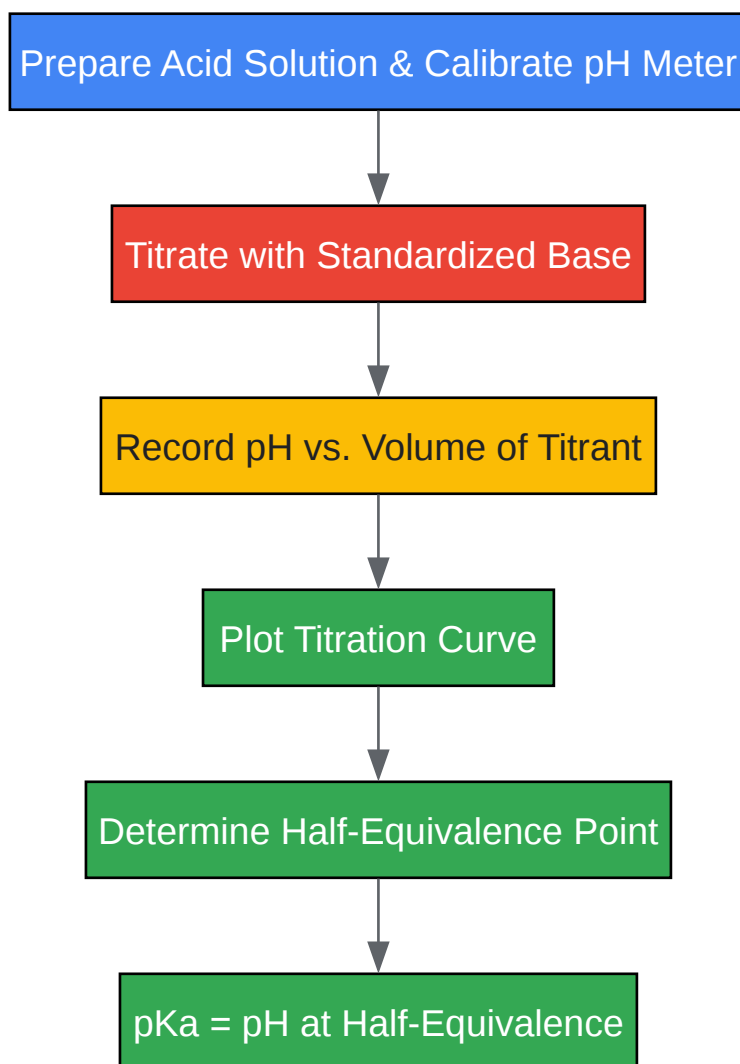 Prepare Acid Solution & Calibrate pH Meter
Titrate with Standardized Base
Record pH vs. Volume of Titrant
Plot Titration Curve
Determine Half-Equivalence Point
pKa = pH at Half-Equivalence